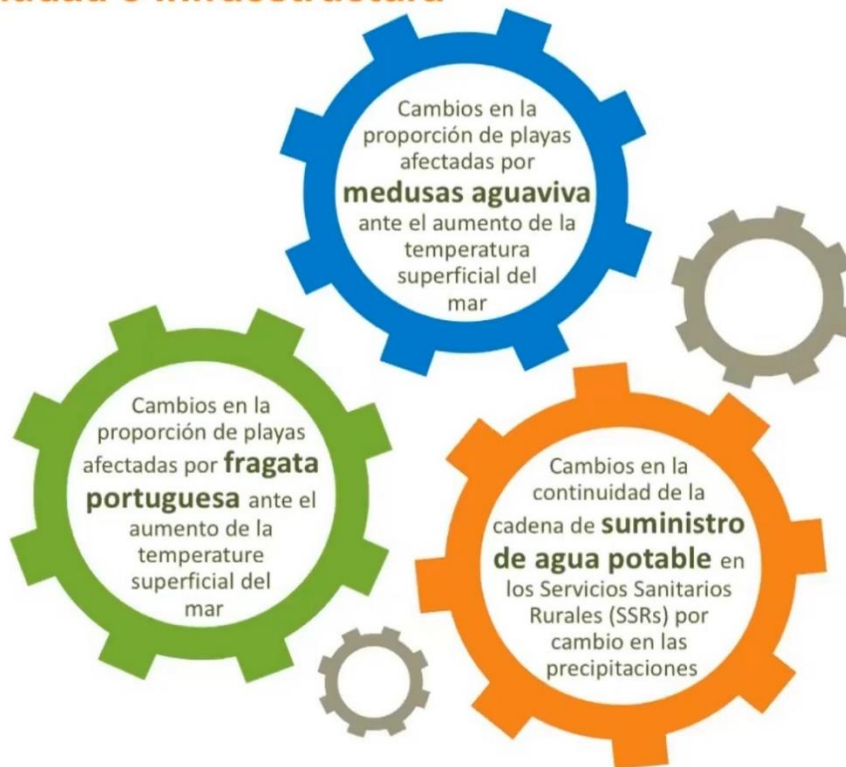 e infraestructura
Cambios en la
proporción de playas
afectadas por
medusas aguaviva
ante el aumento de la
temperatura
superficial del
mar
Cambios en la
proporción de playas
afectadas por fragata
portuguesa ante el
aumento de la
temperature
superficial del
mar
Cambios en la
continuidad de la
cadena de suministro
de agua potable en
los Servicios Sanitarios
Rurales (SSRs) por
cambio en las
precipitaciones